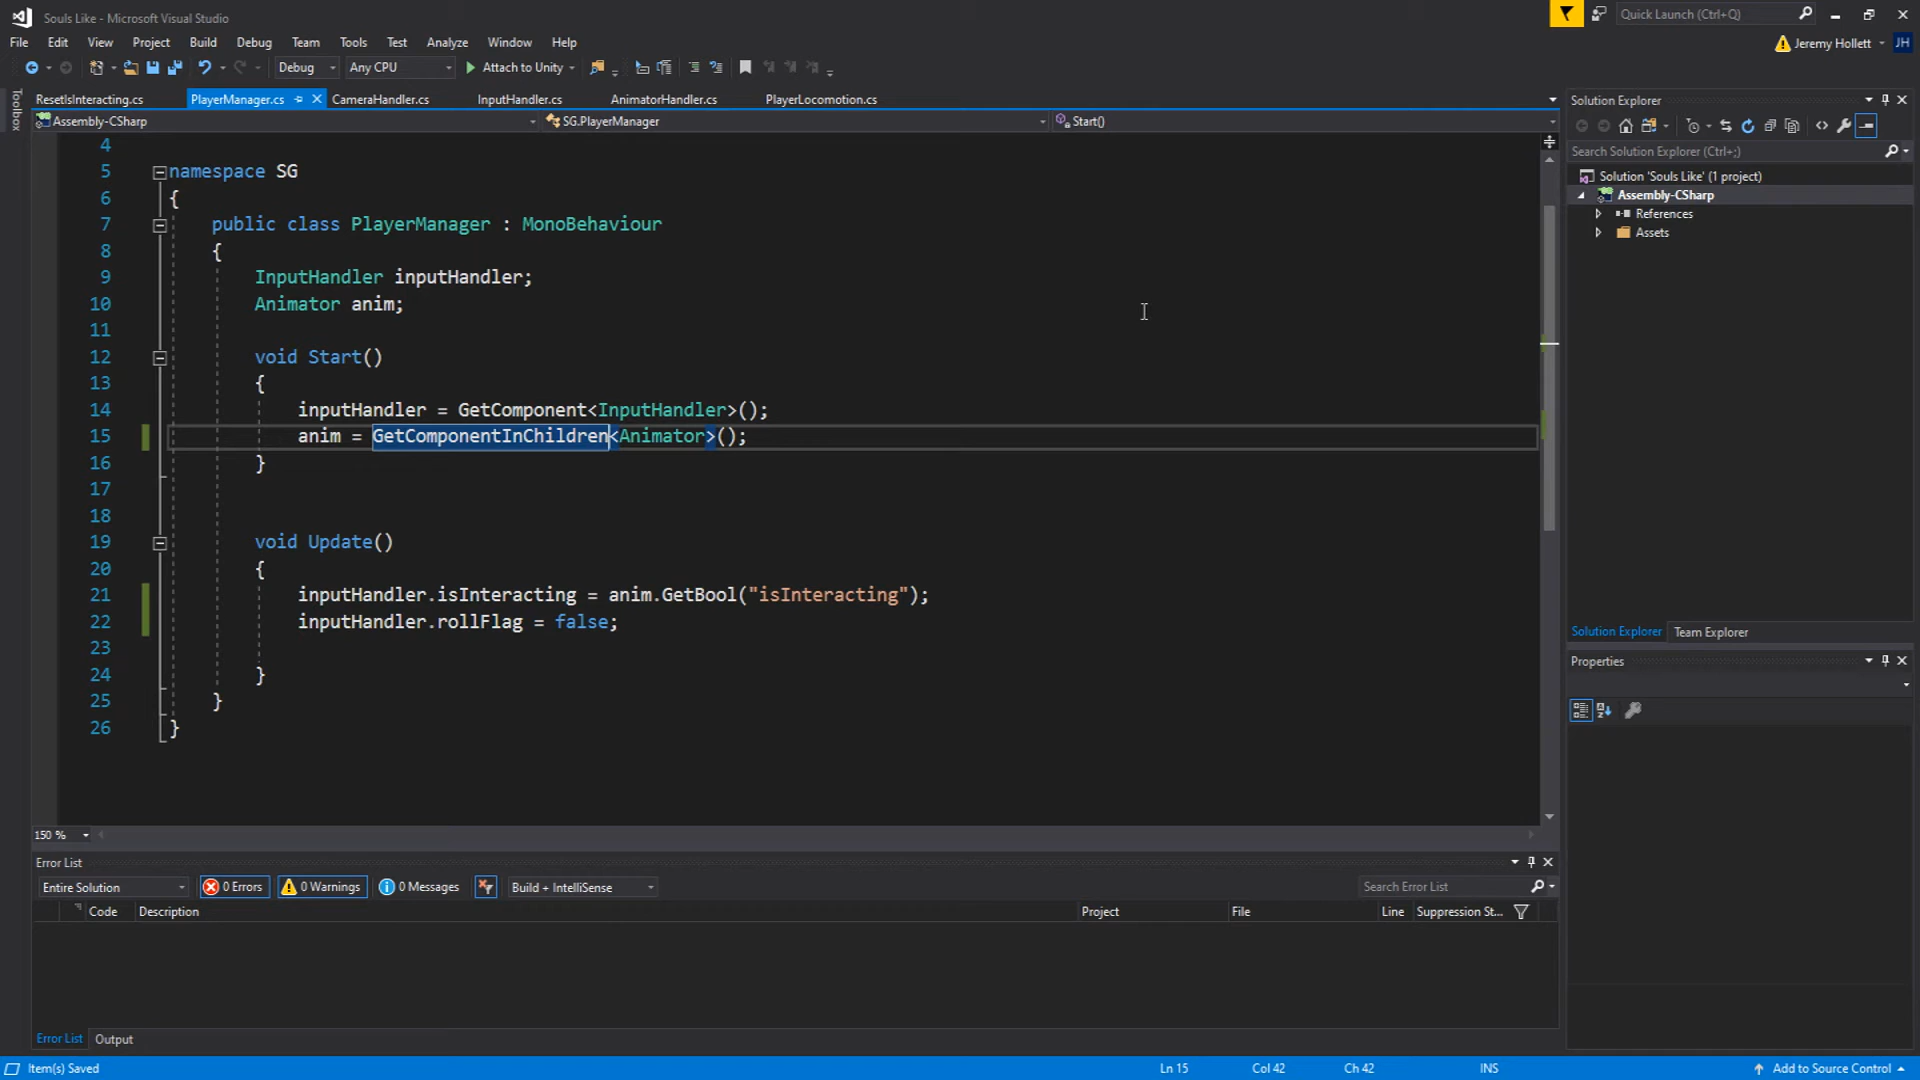 Souls Like - Microsoft Visual Studio
Quick Launch (Ctrl+Q)
File Edit View Project Build Debug Team Tools Test Analyze Window Help
Jeremy Hollett JH
Debug Any CPU Attach to Unity
Toolbox
ResetIsInteracting.cs PlayerManager.cs CameraHandler.cs InputHandler.cs AnimatorHandler.cs PlayerLocomotion.cs
Assembly-CSharp SG.PlayerManager Start()
4
5 namespace SG
6 {
7 public class PlayerManager : MonoBehaviour
8 {
9 InputHandler inputHandler;
10 Animator anim;
11
12 void Start()
13 {
14 inputHandler = GetComponent<InputHandler>();
15 anim = GetComponentInChildren<Animator>();
16 }
17
18
19 void Update()
20 {
21 inputHandler.isInteracting = anim.GetBool("isInteracting");
22 inputHandler.rollFlag = false;
23
24 }
25 }
26 }
150 %
Solution Explorer
Search Solution Explorer (Ctrl+;)
Solution 'Souls Like' (1 project)
Assembly-CSharp
References
Assets
Solution Explorer Team Explorer
Properties
Error List
Entire Solution 0 Errors 0 Warnings 0 Messages Build + IntelliSense Search Error List
Code Description Project File Line Suppression St...
Error List Output
Item(s) Saved Ln 15 Col 42 Ch 42 INS Add to Source Control